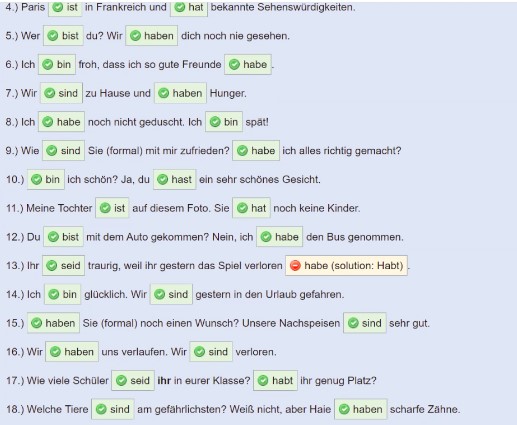 4.) Paris ist in Frankreich und hat bekannte Sehenswürdigkeiten.
5.) Wer bist du? Wir haben dich noch nie gesehen.
6.) Ich bin froh, dass ich so gute Freunde habe.
7.) Wir sind zu Hause und haben Hunger.
8.) Ich habe noch nicht geduscht. Ich bin spät!
9.) Wie sind Sie (formal) mit mir zufrieden? habe ich alles richtig gemacht?
10.) bin ich schön? Ja, du hast ein sehr schönes Gesicht.
11.) Meine Tochter ist auf diesem Foto. Sie hat noch keine Kinder.
12.) Du bist mit dem Auto gekommen? Nein, ich habe den Bus genommen.
13.) Ihr seid traurig, weil ihr gestern das Spiel verloren habe (solution: Habt).
14.) Ich bin glücklich. Wir sind gestern in den Urlaub gefahren.
15.) haben Sie (formal) noch einen Wunsch? Unsere Nachspeisen sind sehr gut.
16.) Wir haben uns verlaufen. Wir sind verloren.
17.) Wie viele Schüler seid ihr in eurer Klasse? habt ihr genug Platz?
18.) Welche Tiere sind am gefährlichsten? Weiß nicht, aber Haie haben scharfe Zähne.